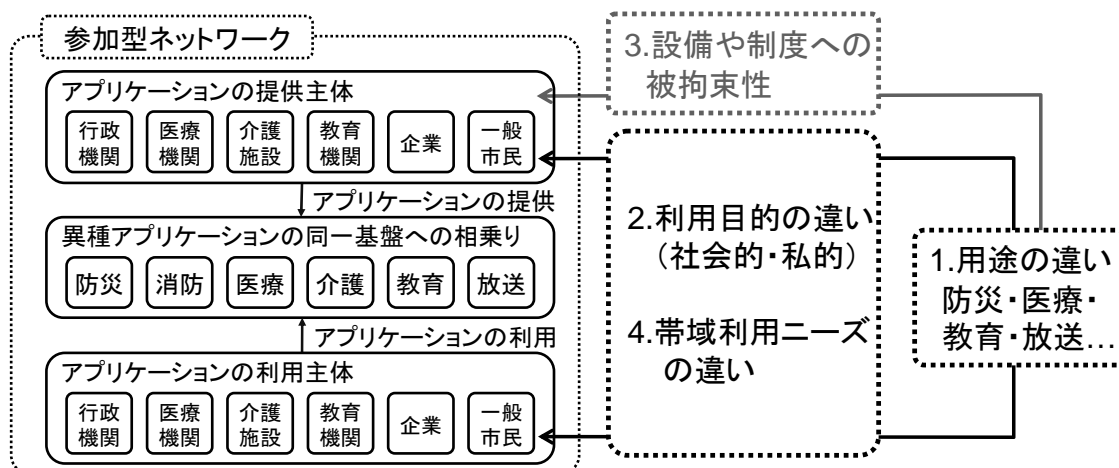 参加型ネットワーク
アプリケーションの提供主体
行政
機関
医療
機関
介護
施設
教育
機関
企業
一般
市民
アプリケーションの提供
異種アプリケーションの同一基盤への相乗り
防災
消防
医療
介護
教育
放送
アプリケーションの利用
アプリケーションの利用主体
行政
機関
医療
機関
介護
施設
教育
機関
企業
一般
市民
3.設備や制度への
被拘束性
2.利用目的の違い
（社会的・私的）
4.帯域利用ニーズ
の違い
1.用途の違い
防災・医療・
教育・放送…